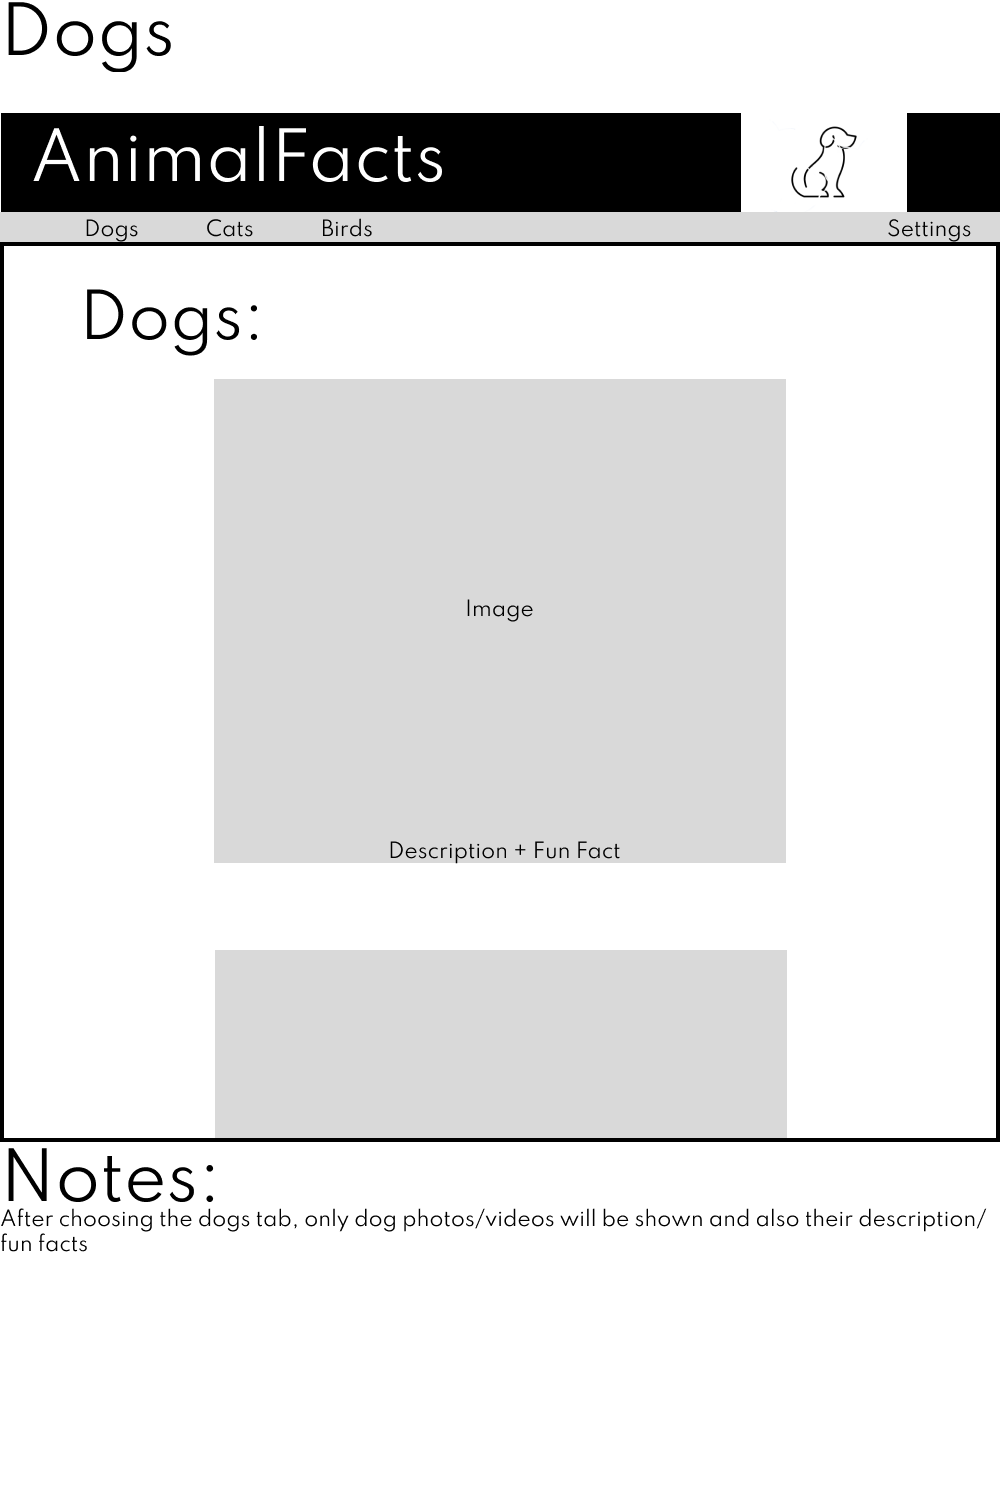 Dogs
AnimalFacts
Dogs Cats Birds Settings
Dogs:
Image
Description + Fun Fact
Notes:
After choosing the dogs tab, only dog photos/videos will be shown and also their description/
fun facts